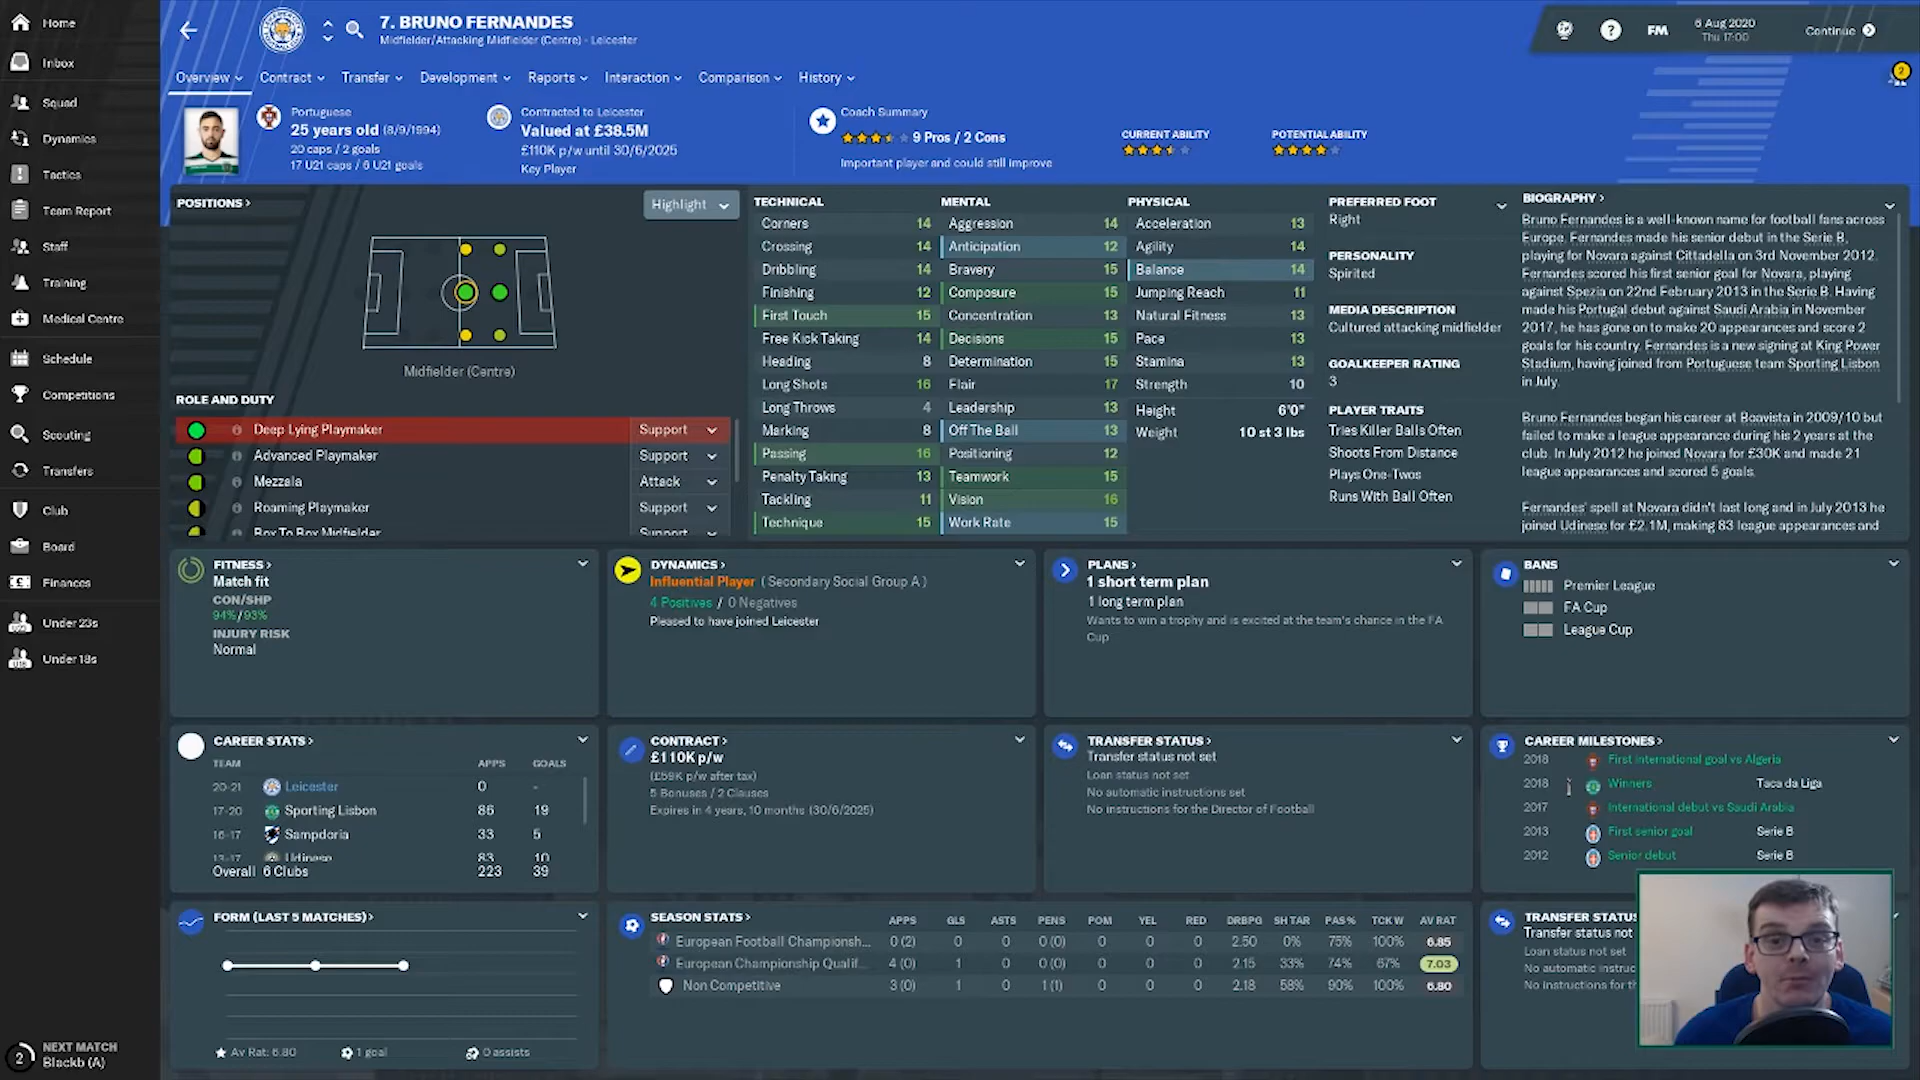 Home
Inbox
Squad
Dynamics
Tactics
Team Report
Staff
Training
Medical Centre
Schedule
Competitions
Scouting
Transfers
Club
Board
Finances
Under 23s
Under 18s
2
NEXT MATCH
Blackb (A)
7. BRUNO FERNANDES
Midfielder/Attacking Midfielder (Centre) - Leicester
FM
6 Aug 2020
Thu 17:00
Continue
2
Overview
Contract
Transfer
Development
Reports
Interaction
Comparison
History
Portuguese
25 years old (8/9/1994)
20 caps / 2 goals
17 U21 caps / 6 U21 goals
Contracted to Leicester
Valued at £38.5M
£110K p/w until 30/6/2025
Key Player
Coach Summary
9 Pros / 2 Cons
Important player and could still improve
CURRENT ABILITY
POTENTIAL ABILITY
POSITIONS >
Highlight
Midfielder (Centre)
ROLE AND DUTY
Deep Lying Playmaker Support
Advanced Playmaker Support
Mezzala Attack
Roaming Playmaker Support
Box To Box Midfielder Support
TECHNICAL
Corners 14
Crossing 14
Dribbling 14
Finishing 12
First Touch 15
Free Kick Taking 14
Heading 8
Long Shots 16
Long Throws 4
Marking 8
Passing 16
Penalty Taking 13
Tackling 11
Technique 15
MENTAL
Aggression 14
Anticipation 12
Bravery 15
Composure 15
Concentration 13
Decisions 15
Determination 15
Flair 17
Leadership 13
Off The Ball 13
Positioning 12
Teamwork 15
Vision 16
Work Rate 15
PHYSICAL
Acceleration 13
Agility 14
Balance 14
Jumping Reach 11
Natural Fitness 13
Pace 13
Stamina 13
Strength 10
Height 6'0"
Weight 10 st 3 lbs
PREFERRED FOOT
Right
PERSONALITY
Spirited
MEDIA DESCRIPTION
Cultured attacking midfielder
GOALKEEPER RATING
3
PLAYER TRAITS
Tries Killer Balls Often
Shoots From Distance
Plays One-Twos
Runs With Ball Often
BIOGRAPHY >
Bruno Fernandes is a well-known name for football fans across
Europe. Fernandes made his senior debut in the Serie B,
playing for Novara against Cittadella on 3rd November 2012.
Fernandes scored his first senior goal for Novara, playing
against Spezia on 22nd February 2013 in the Serie B. Having
made his Portugal debut against Saudi Arabia in November
2017, he has gone on to make 20 appearances and score 2
goals for his country. Fernandes is a new signing at King Power
Stadium, having joined from Portuguese team Sporting Lisbon
in July.
Bruno Fernandes began his career at Boavista in 2009/10 but
failed to make a league appearance during his 2 years at the
club. In July 2012 he joined Novara for £30K and made 21
league appearances and scored 5 goals.
Fernandes' spell at Novara didn't last long and in July 2013 he
joined Udinese for £2.1M, making 83 league appearances and
FITNESS >
Match fit
CON/SHP
94%/93%
INJURY RISK
Normal
DYNAMICS >
Influential Player (Secondary Social Group A)
4 Positives / 0 Negatives
Pleased to have joined Leicester
PLANS >
1 short term plan
1 long term plan
Wants to win a trophy and is excited at the team's chance in the FA
Cup
BANS
Premier League
FA Cup
League Cup
CAREER STATS >
TEAM APPS GOALS
20-21 Leicester 0 -
17-20 Sporting Lisbon 86 19
16-17 Sampdoria 33 5
13-17 Udinese 83 10
Overall 6 Clubs 223 39
CONTRACT >
£110K p/w
(£59K p/w after tax)
5 Bonuses / 2 Clauses
Expires in 4 years, 10 months (30/6/2025)
TRANSFER STATUS >
Transfer status not set
Loan status not set
No automatic instructions set
No instructions for the Director of Football
CAREER MILESTONES >
2018 First international goal vs Algeria
2018 Winners Taca da Liga
2017 International debut vs Saudi Arabia
2013 First senior goal Serie B
2012 Senior debut Serie B
FORM (LAST 5 MATCHES) >
Av Rat: 6.80 1 goal 0 assists
SEASON STATS > APPS GLS ASTS PENS POM YEL RED DRBPG SH TAR PAS% TCK W AV RAT
European Football Championsh... 0 (2) 0 0 0 (0) 0 0 0 2.50 0% 75% 100% 6.85
European Championship Qualif... 4 (0) 1 0 0 (0) 0 0 0 2.15 33% 74% 67% 7.03
Non Competitive 3 (0) 1 0 1 (1) 0 0 0 2.18 58% 90% 100% 6.80
TRANSFER STATUS
Transfer status not
Loan status not
No automatic instruc
No instructions for th